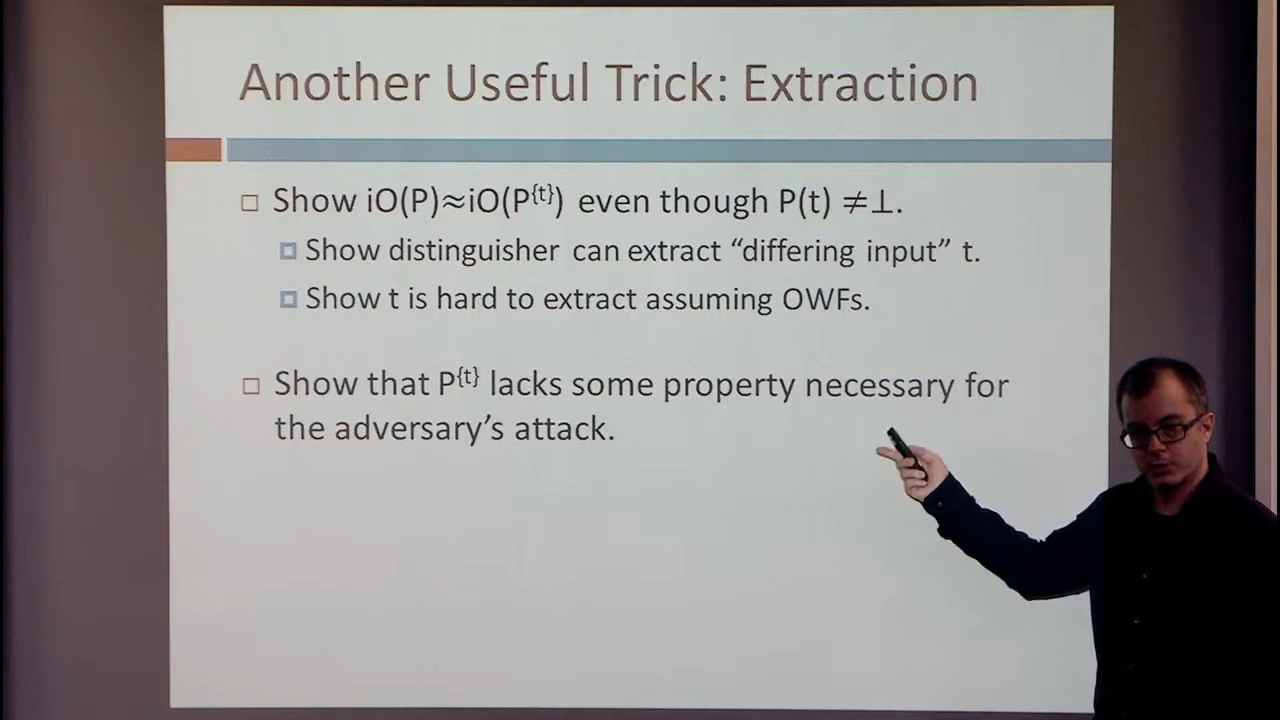 Another Useful Trick: Extraction
Show iO(P)≈iO(P^{t}) even though P(t) ≠⊥.
Show distinguisher can extract “differing input” t.
Show t is hard to extract assuming OWFs.
Show that P^{t} lacks some property necessary for
the adversary’s attack.